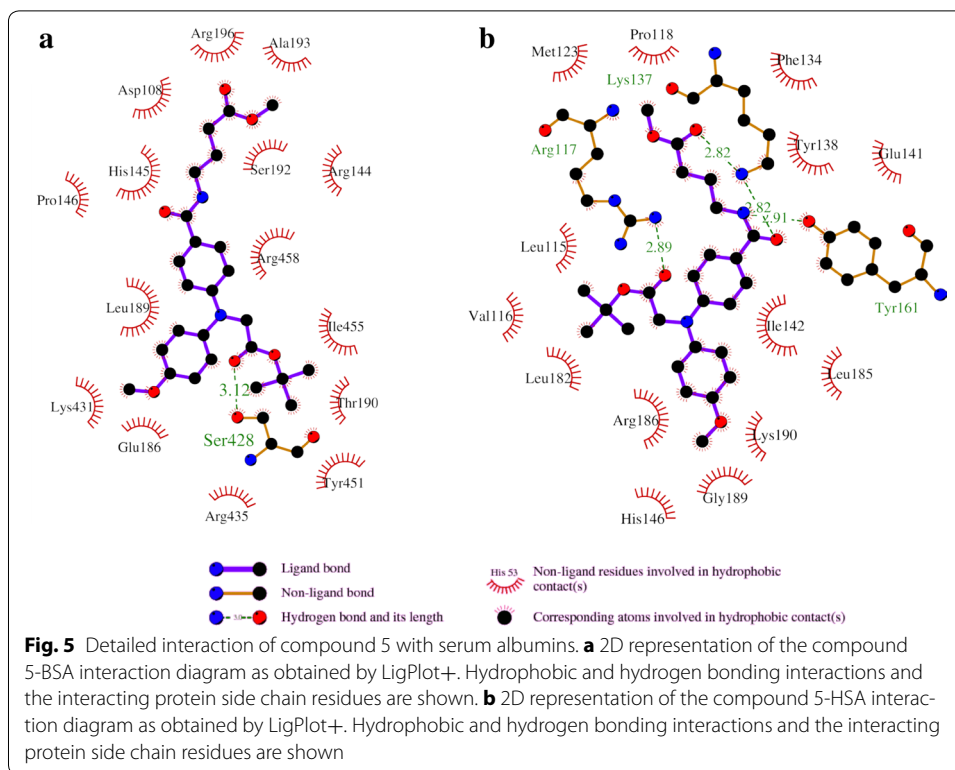 a
Arg196
Ala193
Asp108
His145
Ser192
Arg144
Pro146
Arg458
Leu189
Ile455
3.12
Lys431
Thr190
Glu186
Ser428
Tyr451
Arg435
b
Pro118
Met123
Phe134
Lys137
Arg117
2.82
Tyr138
Glu141
2.82
2.91
Leu115
2.89
Tyr161
Val116
Ile142
Leu182
Leu185
Arg186
Lys190
Gly189
His146
Ligand bond
Non-ligand bond
3.0 Hydrogen bond and its length
His 53 Non-ligand residues involved in hydrophobic
contact(s)
Corresponding atoms involved in hydrophobic contact(s)
Fig. 5 Detailed interaction of compound 5 with serum albumins. a 2D representation of the compound
5-BSA interaction diagram as obtained by LigPlot+. Hydrophobic and hydrogen bonding interactions and
the interacting protein side chain residues are shown. b 2D representation of the compound 5-HSA interac-
tion diagram as obtained by LigPlot+. Hydrophobic and hydrogen bonding interactions and the interacting
protein side chain residues are shown